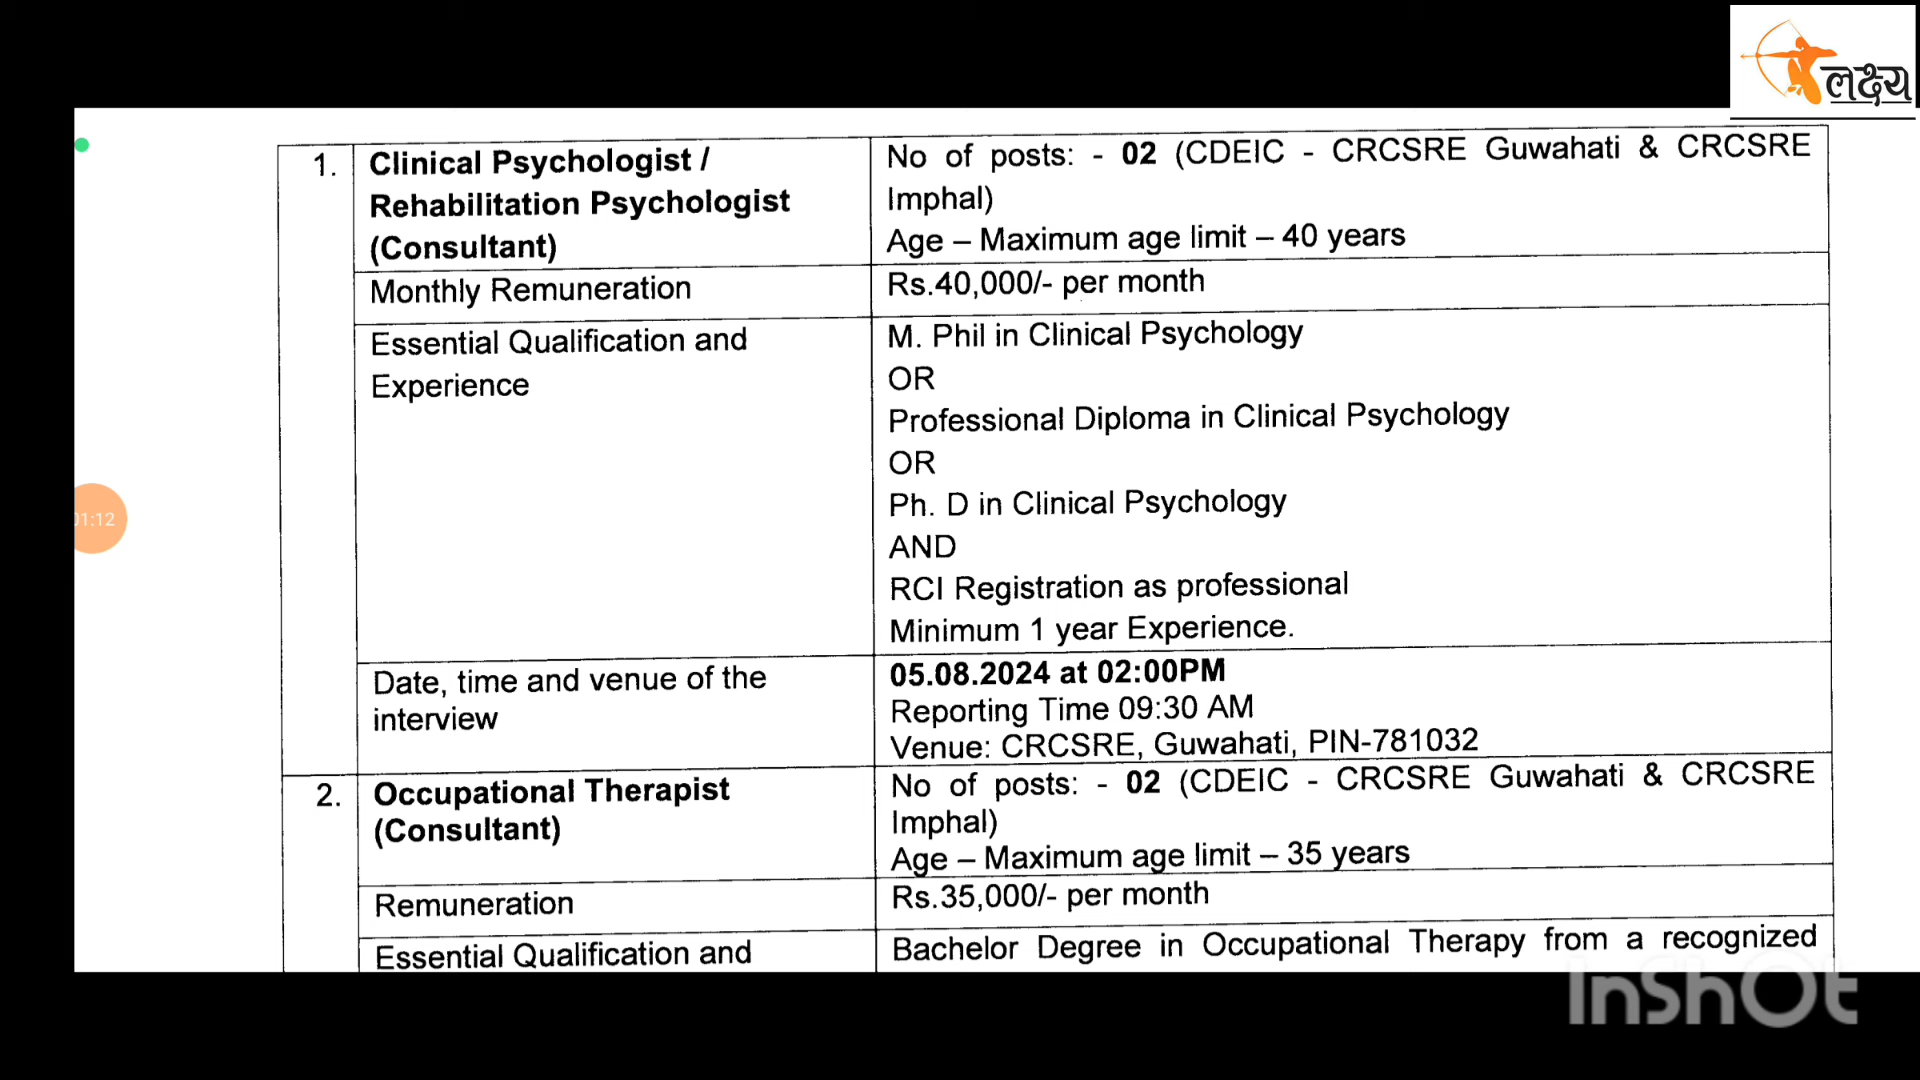 लक्ष्य
1.
Clinical Psychologist /
Rehabilitation Psychologist
(Consultant)
No of posts: - 02 (CDEIC - CRCSRE Guwahati & CRCSRE
Imphal)
Age – Maximum age limit – 40 years
Monthly Remuneration
Rs.40,000/- per month
Essential Qualification and
Experience
M. Phil in Clinical Psychology
OR
Professional Diploma in Clinical Psychology
OR
Ph. D in Clinical Psychology
AND
RCI Registration as professional
Minimum 1 year Experience.
01:12
Date, time and venue of the
interview
05.08.2024 at 02:00PM
Reporting Time 09:30 AM
Venue: CRCSRE, Guwahati, PIN-781032
2.
Occupational Therapist
(Consultant)
No of posts: - 02 (CDEIC - CRCSRE Guwahati & CRCSRE
Imphal)
Age – Maximum age limit – 35 years
Remuneration
Rs.35,000/- per month
Essential Qualification and
Bachelor Degree in Occupational Therapy from a recognized
InShOt